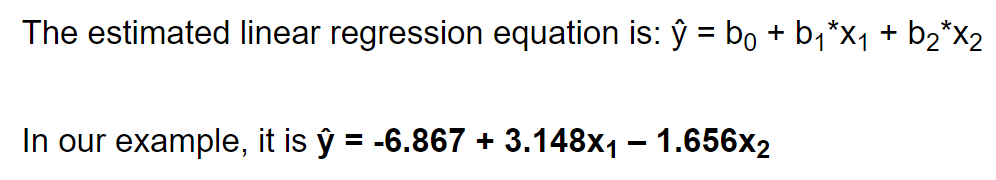 The estimated linear regression equation is: ŷ = b₀ + b₁*x₁ + b₂*x₂
In our example, it is ŷ = -6.867 + 3.148x₁ – 1.656x₂